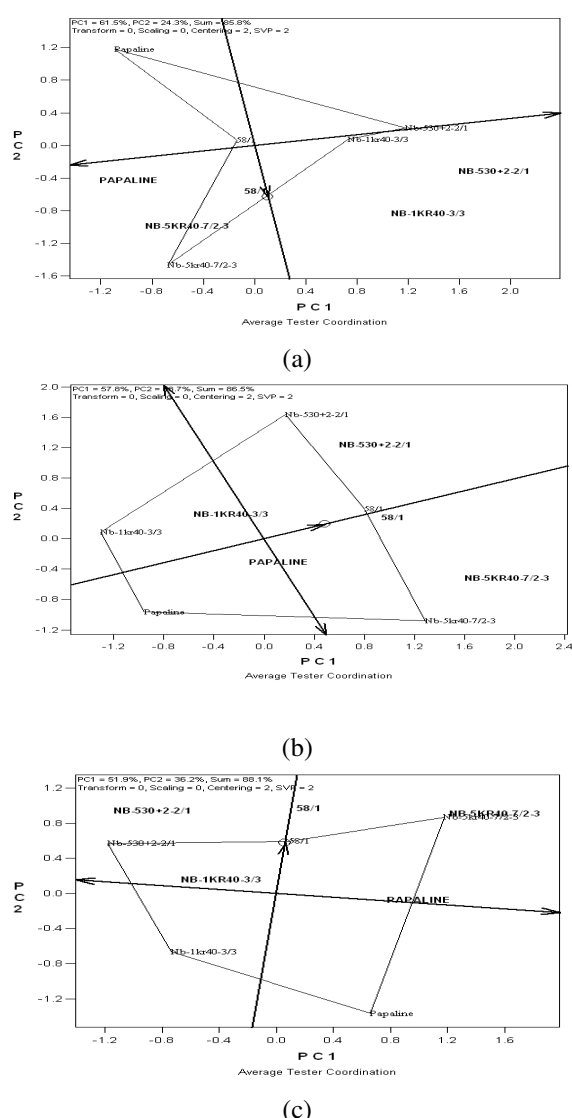 PC1 = 61.5%, PC2 = 24.3%, Sum = 85.8%
Transform = 0, Scaling = 0, Centering = 2, SVP = 2
1.2
0.8
0.4
0.0
-0.4
-0.8
-1.2
-1.6
P
C
2
Papaline
Nb-530+2-2/1
58/1
Nb-1kr40-3/3
NB-530+2-2/1
PAPALINE
58/1
NB-1KR40-3/3
NB-5KR40-7/2-3
Nb-5kr40-7/2-3
-1.2 -0.8 -0.4 0.0 0.4 0.8 1.2 1.6 2.0
PC1
Average Tester Coordination
(a)
PC1 = 57.8%, PC2 = Sum = 86.5%
Transform = 0, Scaling = 0, Centering = 2, SVP = 2
2.0
1.6
1.2
0.8
0.4
0.0
-0.4
-0.8
-1.2
P
C
2
Nb-530+2-2/1
NB-530+2-2/1
58/1
NB-1KR40-3/3
58/1
Nb-1kr40-3/3
PAPALINE
NB-5KR40-7/2-3
Papaline
Nb-5kr40-7/2-3
-1.2 -0.8 -0.4 0.0 0.4 0.8 1.2 1.6 2.0 2.4
PC1
Average Tester Coordination
(b)
PC1 = 51.9%, PC2 = 36.2%, Sum = 88.1%
Transform = 0, Scaling = 0, Centering = 2, SVP = 2
1.2
0.8
0.4
0.0
-0.4
-0.8
-1.2
P
C
2
NB-530+2-2/1
58/1
NB-5KR40-7/2-3
Nb-5kr40-7/2-3
Nb-530+2-2/1
58/1
NB-1KR40-3/3
PAPALINE
Nb-1kr40-3/3
Papaline
-1.2 -0.8 -0.4 0.0 0.4 0.8 1.2 1.6
PC1
Average Tester Coordination
(c)